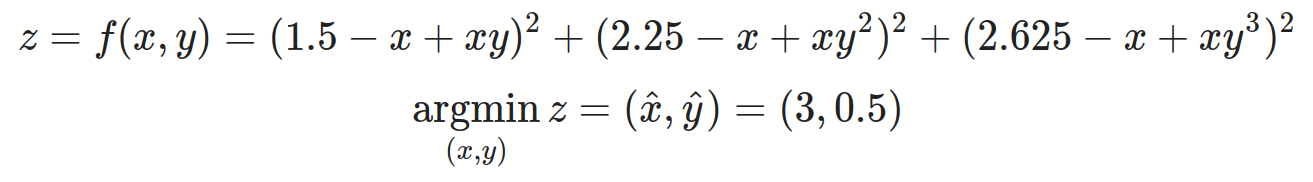 z = f(x, y) = (1.5 − x + xy)² + (2.25 − x + xy²)² + (2.625 − x + xy³)²
argmin z = (x̂, ŷ) = (3, 0.5)
(x,y)